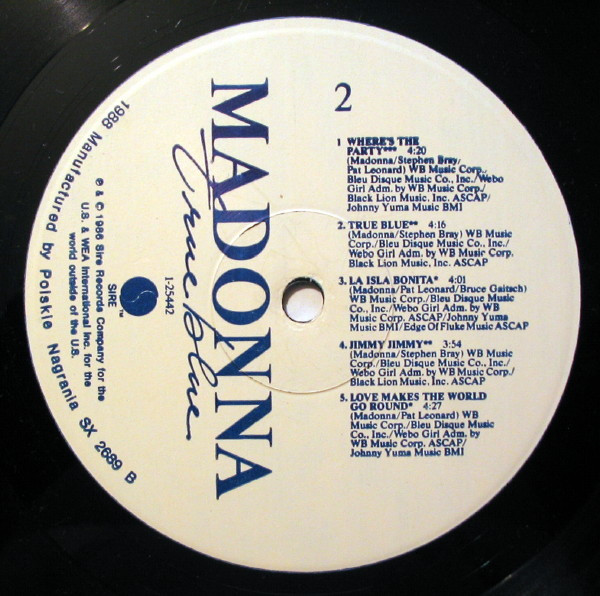 MADONNA
True Blue
2
1 WHERE'S THE
PARTY*** 4:20
(Madonna/Stephen Bray/
Pat Leonard) WB Music Corp./
Bleu Disque Music Co., Inc./Webo
Girl Adm. by WB Music Corp./
Black Lion Music, Inc. ASCAP/
Johnny Yuma Music BMI
2. TRUE BLUE** 4:16
(Madonna/Stephen Bray) WB Music
Corp./Bleu Disque Music Co., Inc./
Webo Girl Adm. by WB Music Corp.
Black Lion Music, Inc. ASCAP
3. LA ISLA BONITA* 4:01
(Madonna/Pat Leonard/Bruce Gaitsch)
WB Music Corp./Bleu Disque Music
Co., Inc./Webo Girl Adm. by WB
Music Corp. ASCAP/Johnny Yuma
Music BMI/Edge Of Fluke Music ASCAP
4. JIMMY JIMMY** 3:54
(Madonna/Stephen Bray) WB Music
Corp./Bleu Disque Music Co., Inc./
Webo Girl Adm. by WB Music Corp./
Black Lion Music, Inc. ASCAP
5. LOVE MAKES THE WORLD
GO ROUND* 4:27
(Madonna/Pat Leonard) WB
Music Corp./Bleu Disque Music
Co., Inc./Webo Girl Adm. by
WB Music Corp. ASCAP/
Johnny Yuma Music BMI
1-25442
SIRE™
℗ & © 1986 Sire Records Company for the
U.S. & WEA International Inc. for the
world outside of the U.S.
1988 Manufactured by Polskie Nagrania SX 2689 B